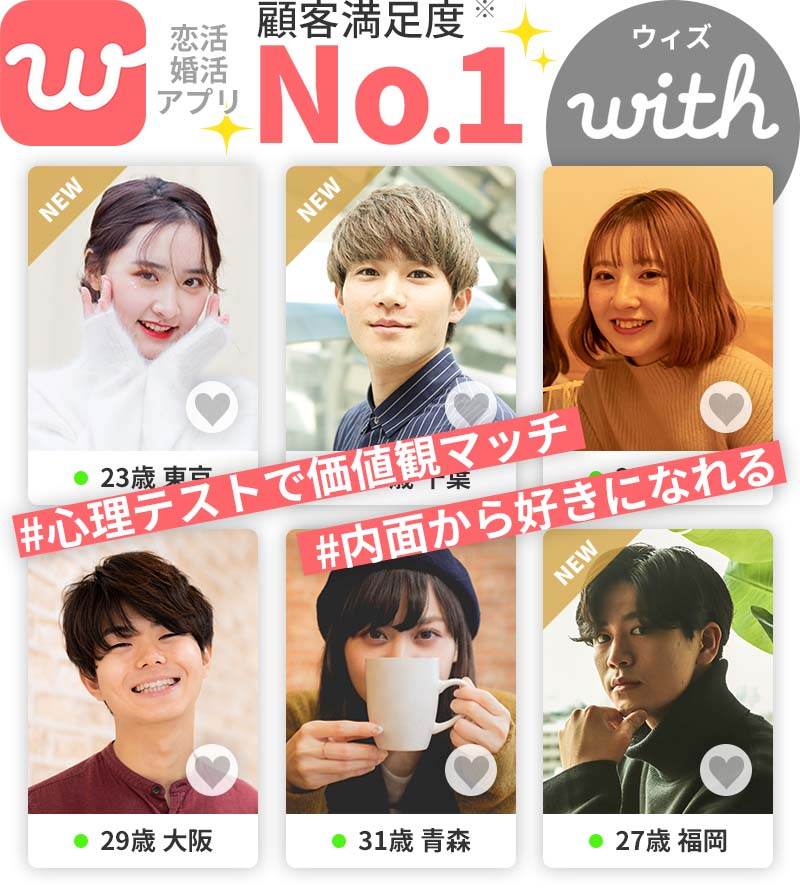 w
恋活
婚活
アプリ
顧客満足度※
No.1
ウィズ
with
NEW
NEW
23歳 東京
歳 千葉
#心理テストで価値観マッチ
#内面から好きになれる
NEW
29歳 大阪
31歳 青森
27歳 福岡